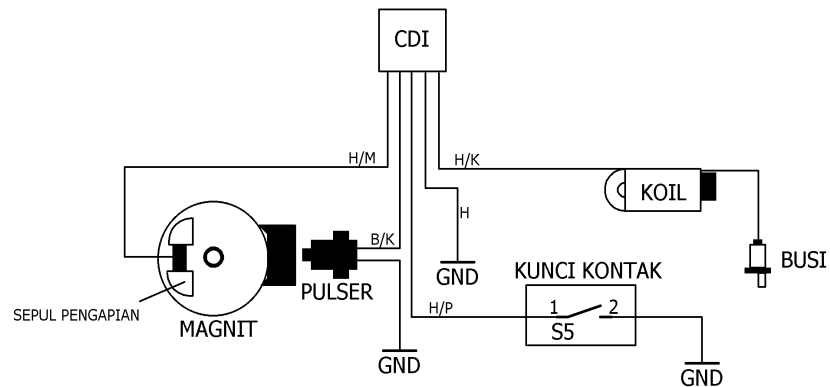 CDI
H/M
H/K
KOIL
B/K
H
GND
BUSI
KUNCI KONTAK
PULSER
H/P
1
2
S5
SEPUL PENGAPIAN
MAGNIT
GND
GND